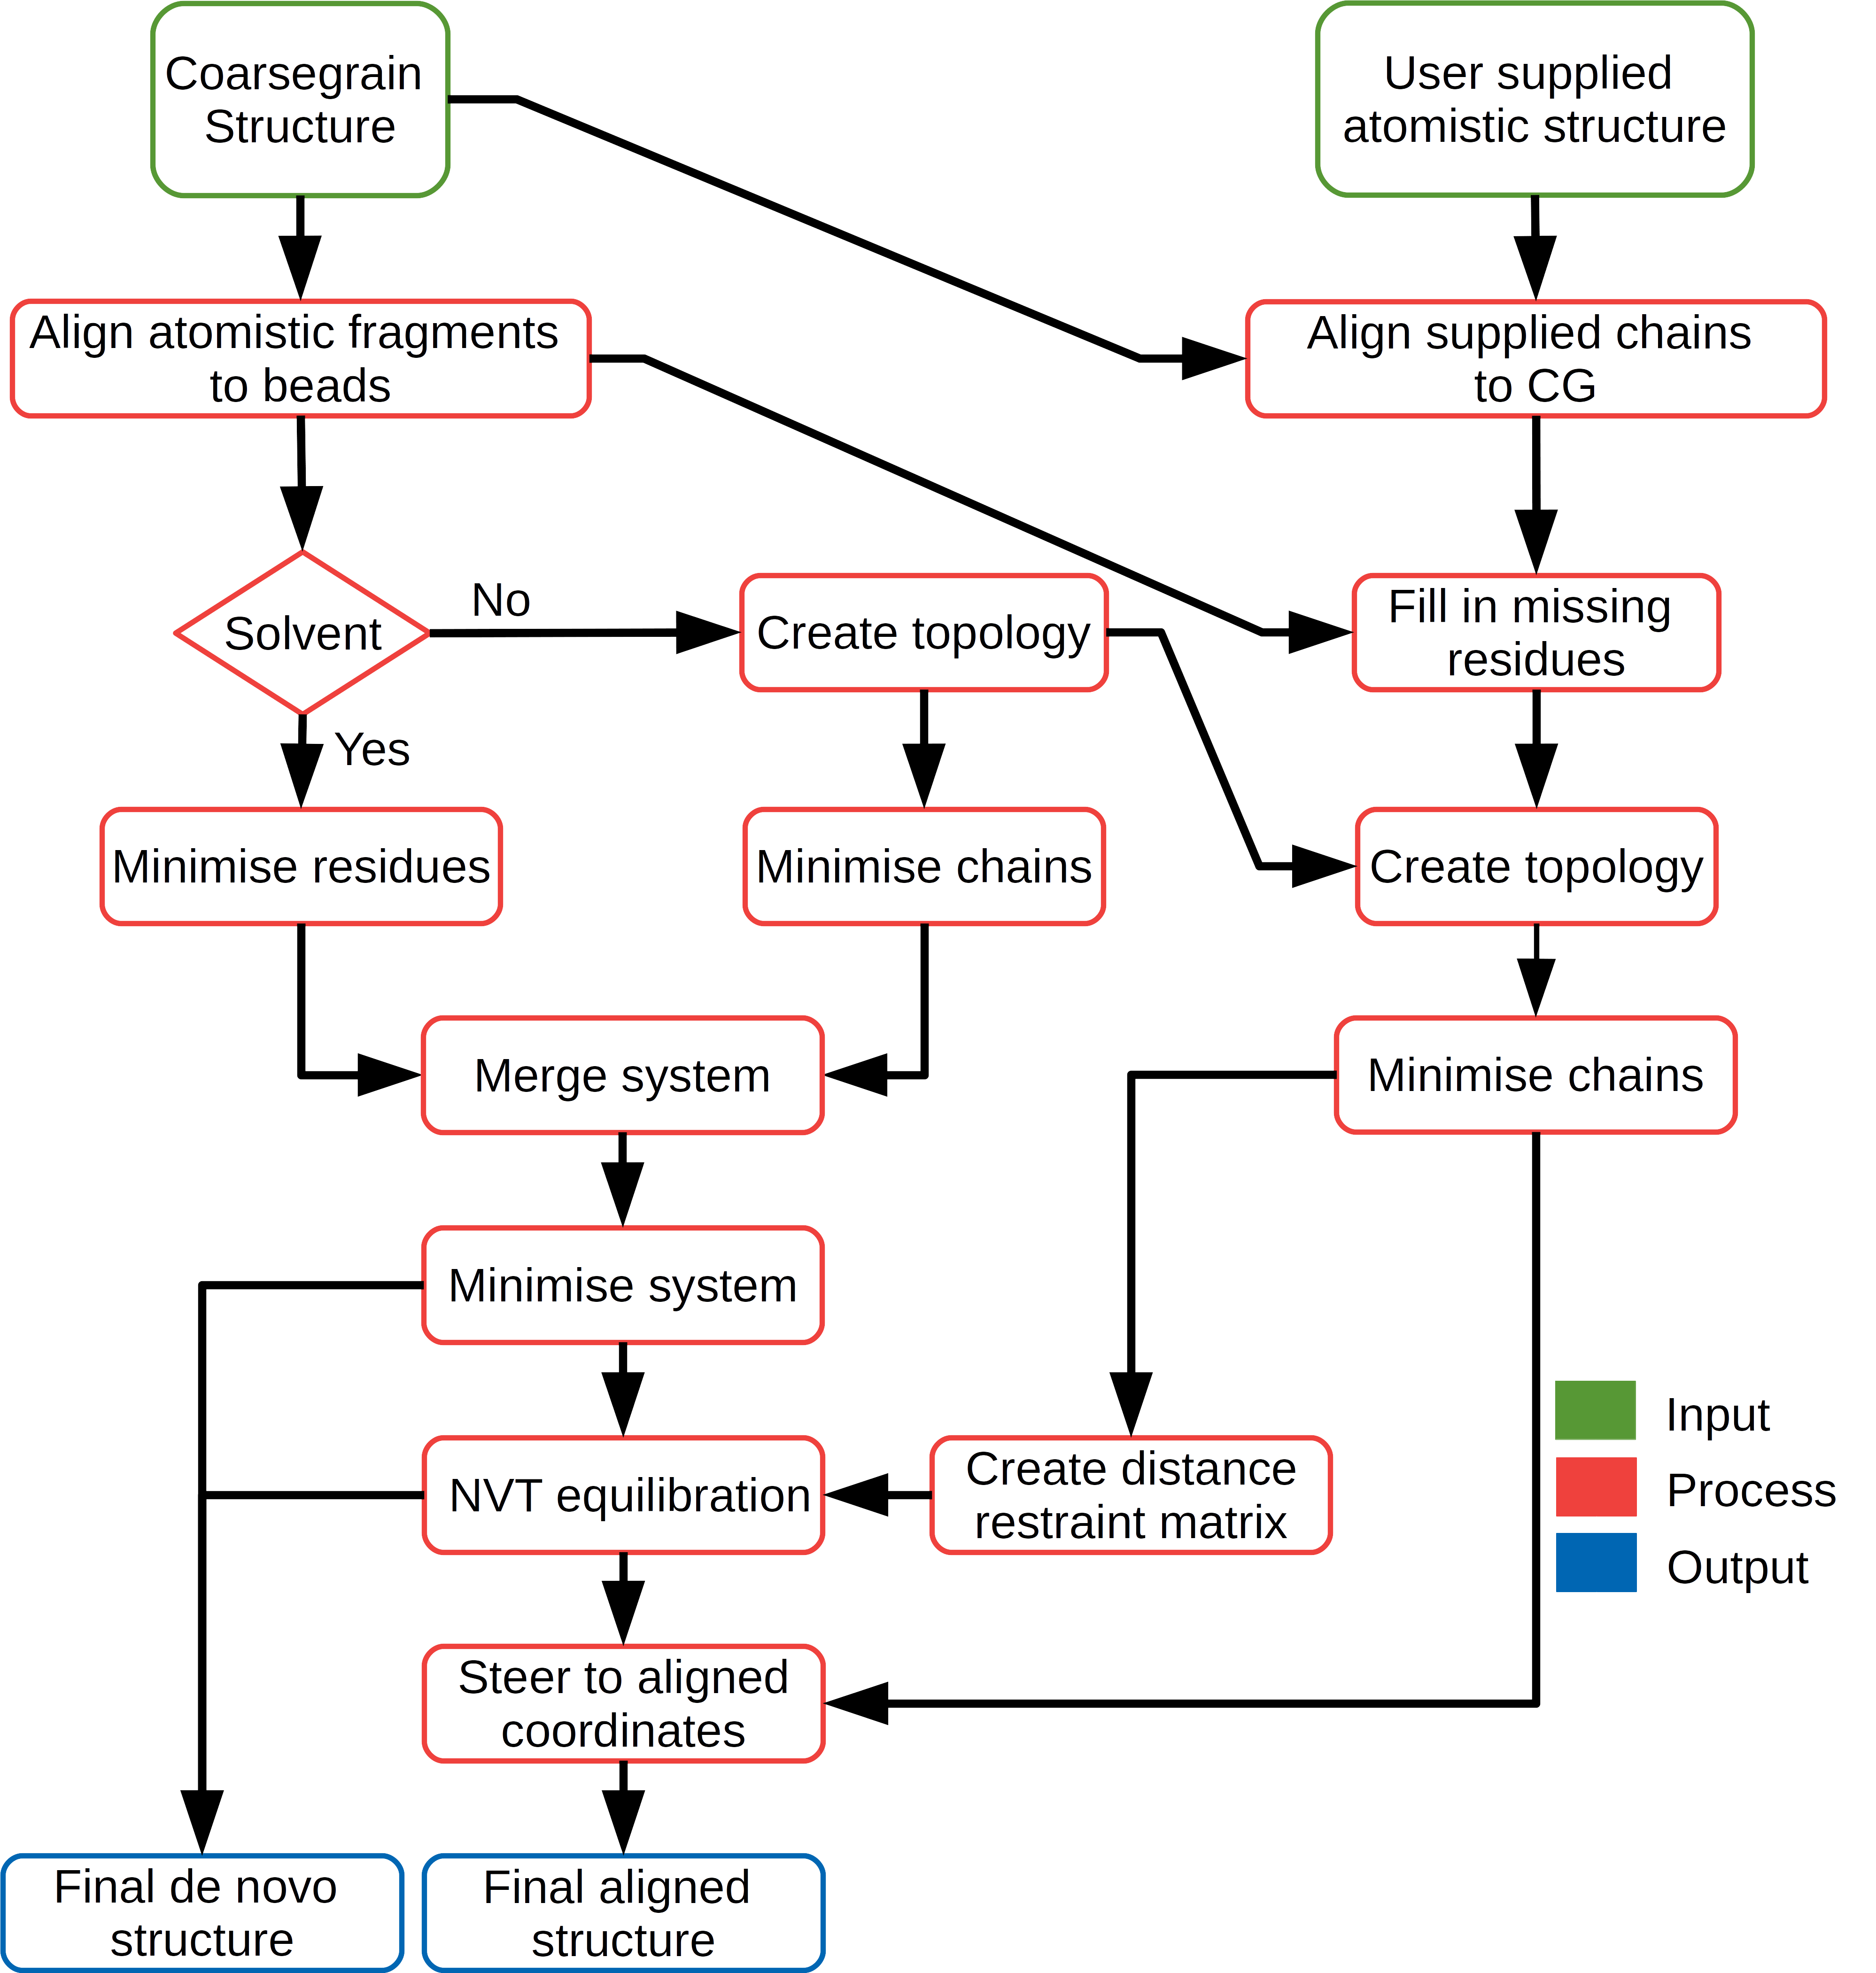 Coarsegrain
Structure
User supplied
atomistic structure
Align atomistic fragments
to beads
Align supplied chains
to CG
Solvent
No
Yes
Create topology
Fill in missing
residues
Minimise residues
Minimise chains
Create topology
Merge system
Minimise chains
Minimise system
NVT equilibration
Create distance
restraint matrix
Input
Process
Output
Steer to aligned
coordinates
Final de novo
structure
Final aligned
structure